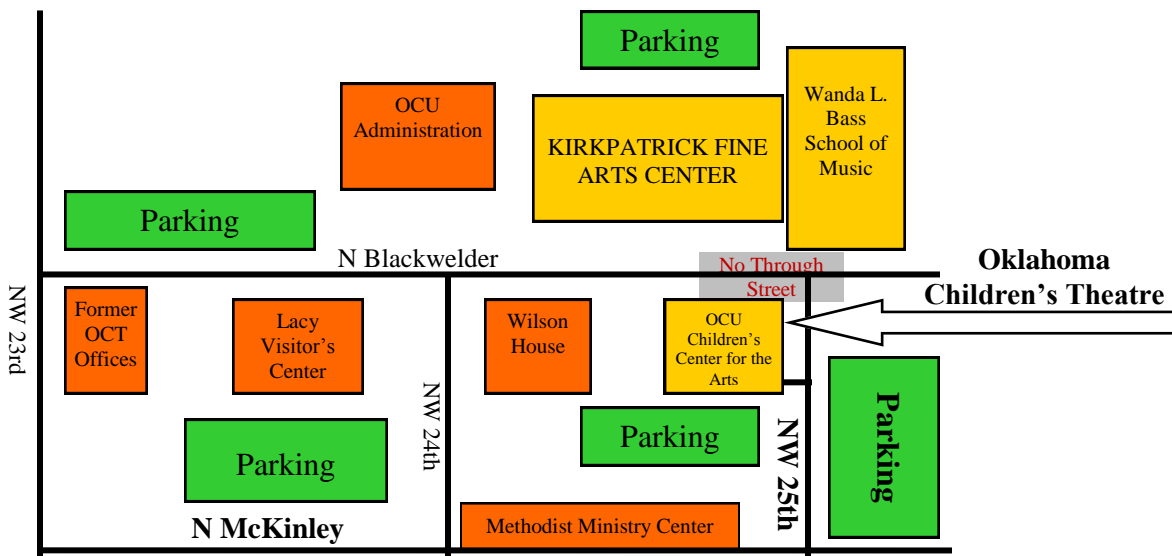 Parking
OCU
Administration
KIRKPATRICK FINE
ARTS CENTER
Wanda L.
Bass
School of
Music
Parking
N Blackwelder
No Through
Street
Oklahoma
Children’s Theatre
NW 23rd
Former
OCT
Offices
Lacy
Visitor’s
Center
NW 24th
Wilson
House
OCU
Children’s
Center for the
Arts
Parking
Parking
NW 25th
Parking
N McKinley
Methodist Ministry Center